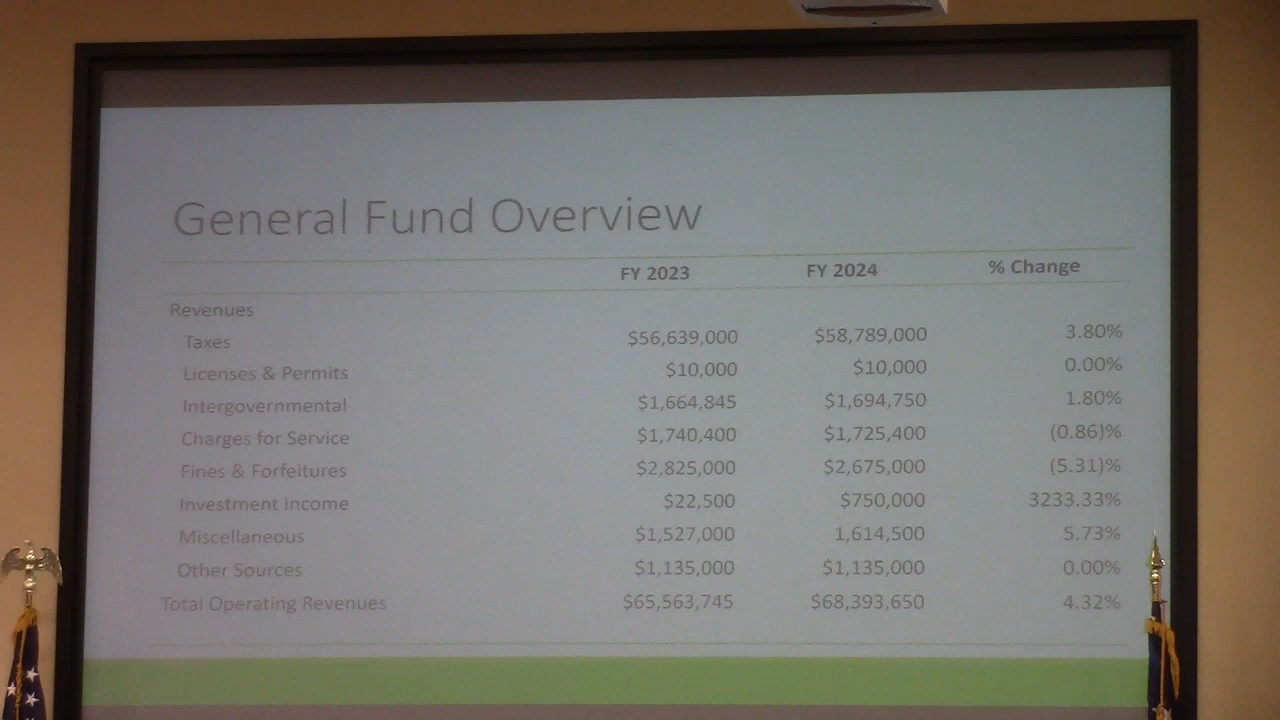 General Fund Overview
FY 2023 FY 2024 % Change
Revenues
Taxes $56,639,000 $58,789,000 3.80%
Licenses & Permits $10,000 $10,000 0.00%
Intergovernmental $1,664,845 $1,694,750 1.80%
Charges for Service $1,740,400 $1,725,400 (0.86)%
Fines & Forfeitures $2,825,000 $2,675,000 (5.31)%
Investment Income $22,500 $750,000 3233.33%
Miscellaneous $1,527,000 1,614,500 5.73%
Other Sources $1,135,000 $1,135,000 0.00%
Total Operating Revenues $65,563,745 $68,393,650 4.32%